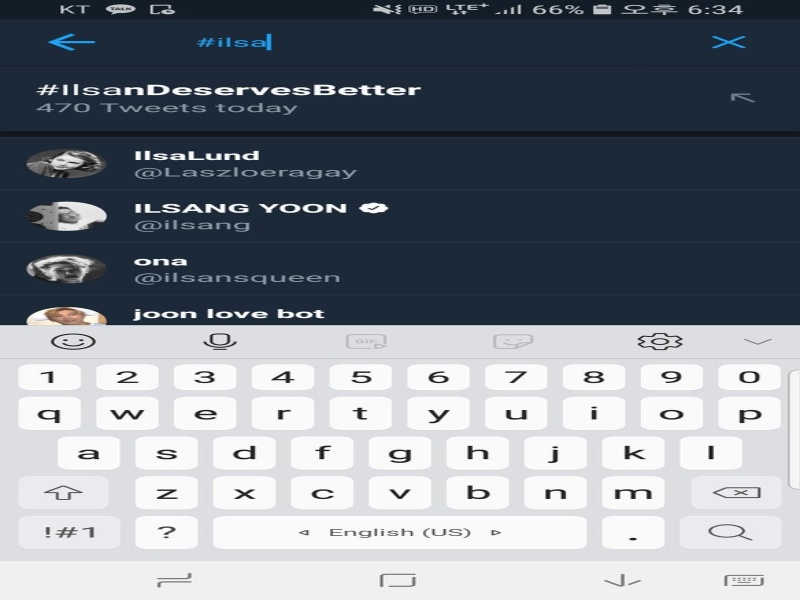 KT TALK HD LTE+ 66% 오후 6:34
#ilsa
#IlsanDeservesBetter
470 Tweets today
IlsaLund
@Laszloeragay
ILSANG YOON
@ilsang
ona
@ilsansqueen
joon love bot
GIF
1 2 3 4 5 6 7 8 9 0
q w e r t y u i o p
a s d f g h j k l
z x c v b n m
!#1 ? English (US) .